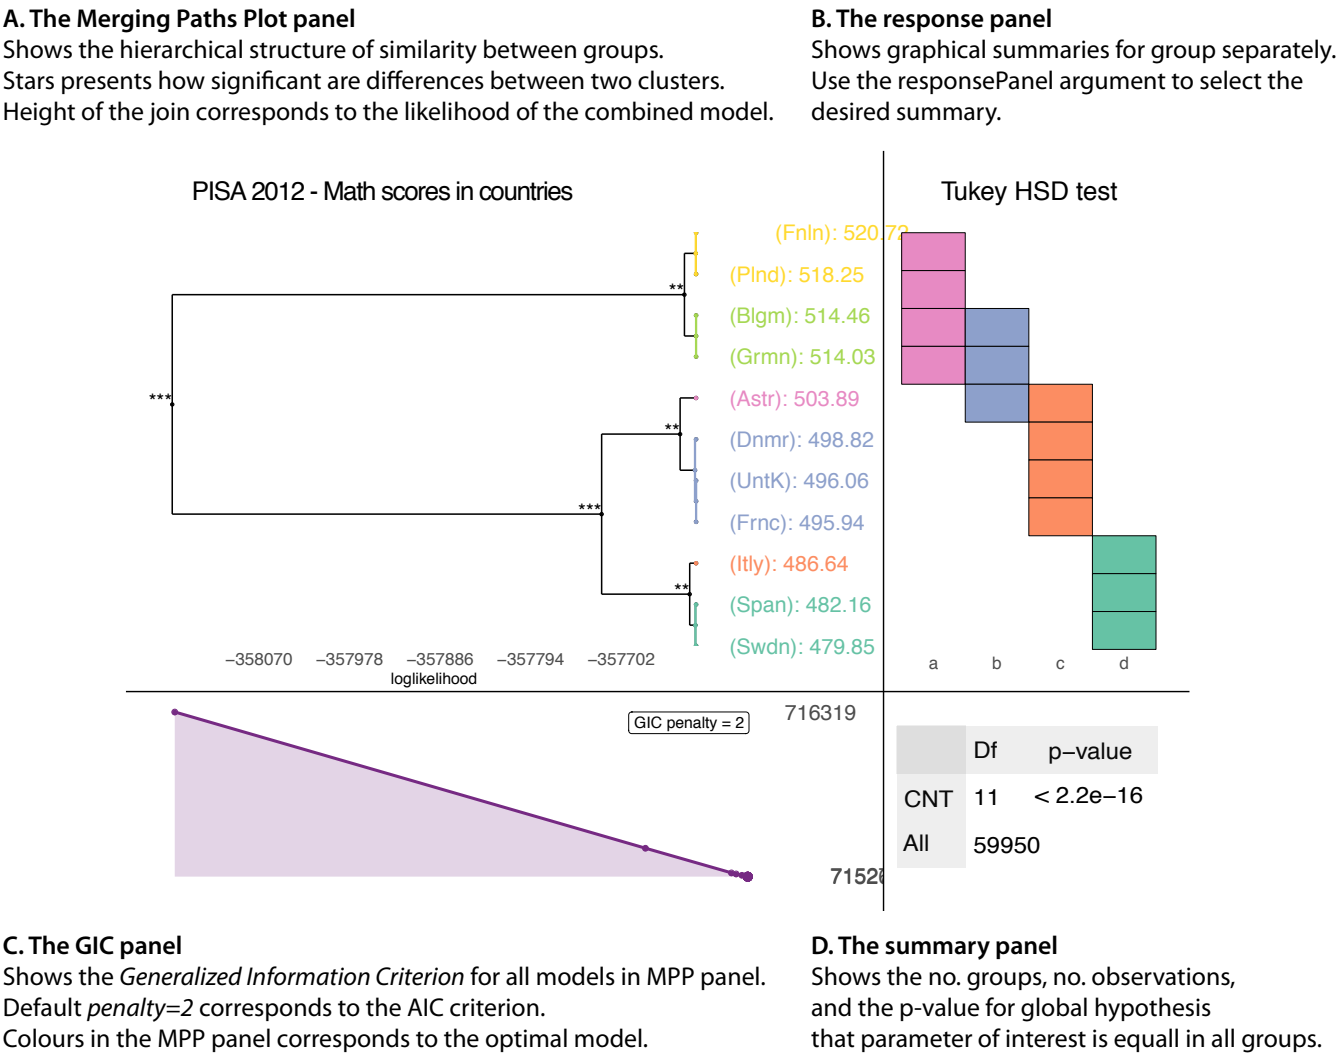 A. The Merging Paths Plot panel
Shows the hierarchical structure of similarity between groups.
Stars presents how significant are differences between two clusters.
Height of the join corresponds to the likelihood of the combined model.
B. The response panel
Shows graphical summaries for group separately.
Use the responsePanel argument to select the
desired summary.
PISA 2012 - Math scores in countries
(Fnln): 520.72
(Plnd): 518.25
(Blgm): 514.46
(Grmn): 514.03
(Astr): 503.89
(Dnmr): 498.82
(UntK): 496.06
(Frnc): 495.94
(Itly): 486.64
(Span): 482.16
(Swdn): 479.85
**
***
**
***
**
−358070 −357978 −357886 −357794 −357702
loglikelihood
Tukey HSD test
a b c d
GIC penalty = 2
716319
Df p−value
CNT 11 < 2.2e−16
All 59950
C. The GIC panel
Shows the Generalized Information Criterion for all models in MPP panel.
Default penalty=2 corresponds to the AIC criterion.
Colours in the MPP panel corresponds to the optimal model.
D. The summary panel
Shows the no. groups, no. observations,
and the p-value for global hypothesis
that parameter of interest is equall in all groups.